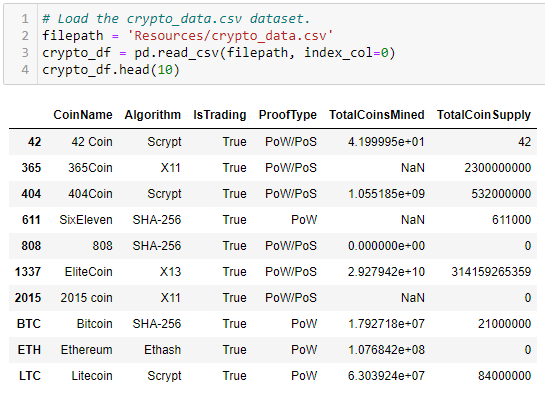 1 # Load the crypto_data.csv dataset.
2 filepath = 'Resources/crypto_data.csv'
3 crypto_df = pd.read_csv(filepath, index_col=0)
4 crypto_df.head(10)
CoinName Algorithm IsTrading ProofType TotalCoinsMined TotalCoinSupply
42 42 Coin Scrypt True PoW/PoS 4.199995e+01 42
365 365Coin X11 True PoW/PoS NaN 2300000000
404 404Coin Scrypt True PoW/PoS 1.055185e+09 532000000
611 SixEleven SHA-256 True PoW NaN 611000
808 808 SHA-256 True PoW/PoS 0.000000e+00 0
1337 EliteCoin X13 True PoW/PoS 2.927942e+10 314159265359
2015 2015 coin X11 True PoW/PoS NaN 0
BTC Bitcoin SHA-256 True PoW 1.792718e+07 21000000
ETH Ethereum Ethash True PoW 1.076842e+08 0
LTC Litecoin Scrypt True PoW 6.303924e+07 84000000